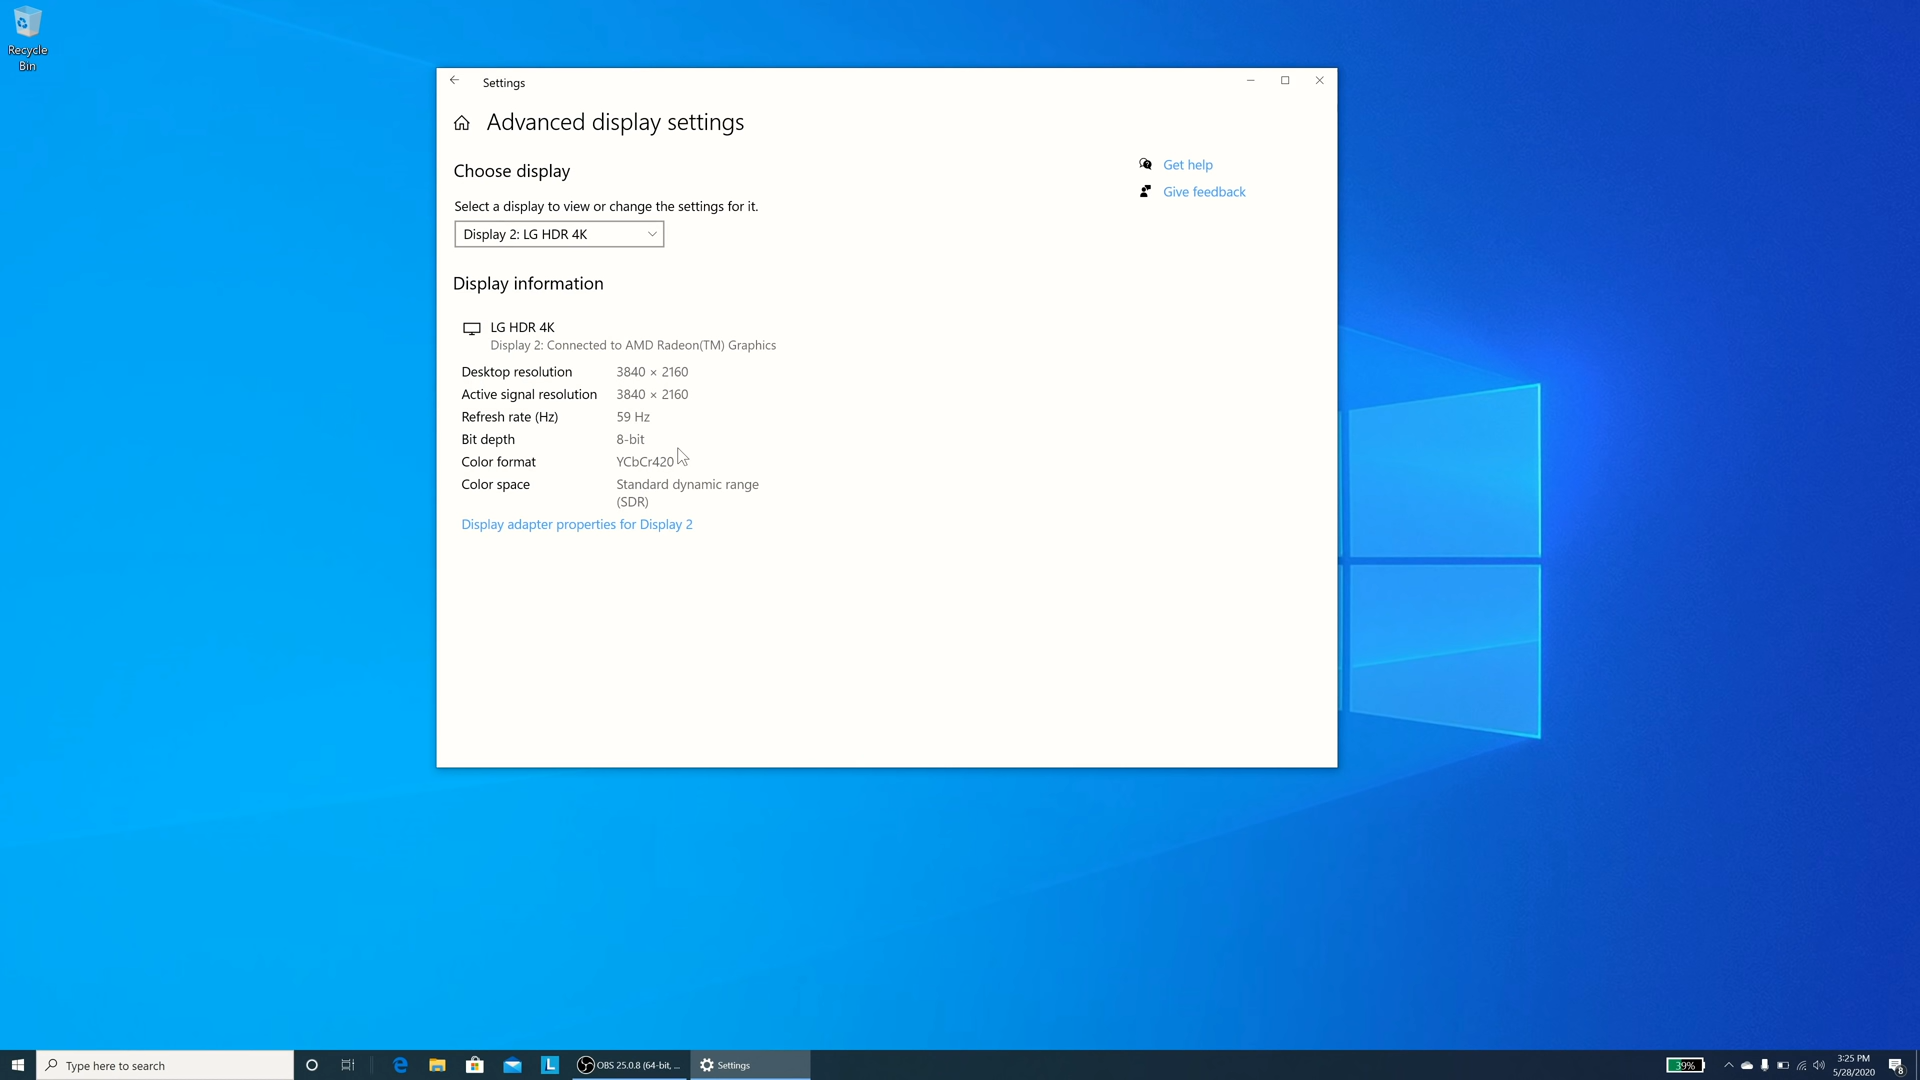 Recycle
Bin
Settings
Advanced display settings
Choose display
Select a display to view or change the settings for it.
Display 2: LG HDR 4K
Get help
Give feedback
Display information
LG HDR 4K
Display 2: Connected to AMD Radeon(TM) Graphics
Desktop resolution 3840 × 2160
Active signal resolution 3840 × 2160
Refresh rate (Hz) 59 Hz
Bit depth 8-bit
Color format YCbCr420
Color space Standard dynamic range
(SDR)
Display adapter properties for Display 2
Type here to search
L
OBS 25.0.8 (64-bit, ...
Settings
39%
3:25 PM
5/28/2020
8